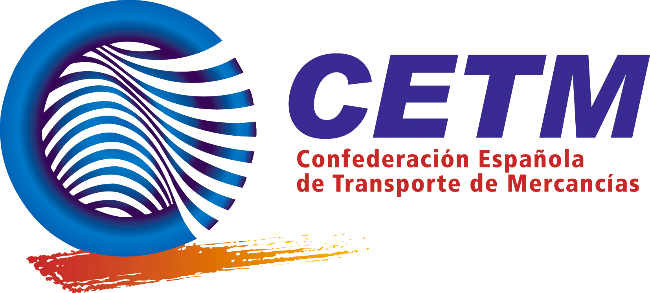 CETM
Confederación Española
de Transporte de Mercancías